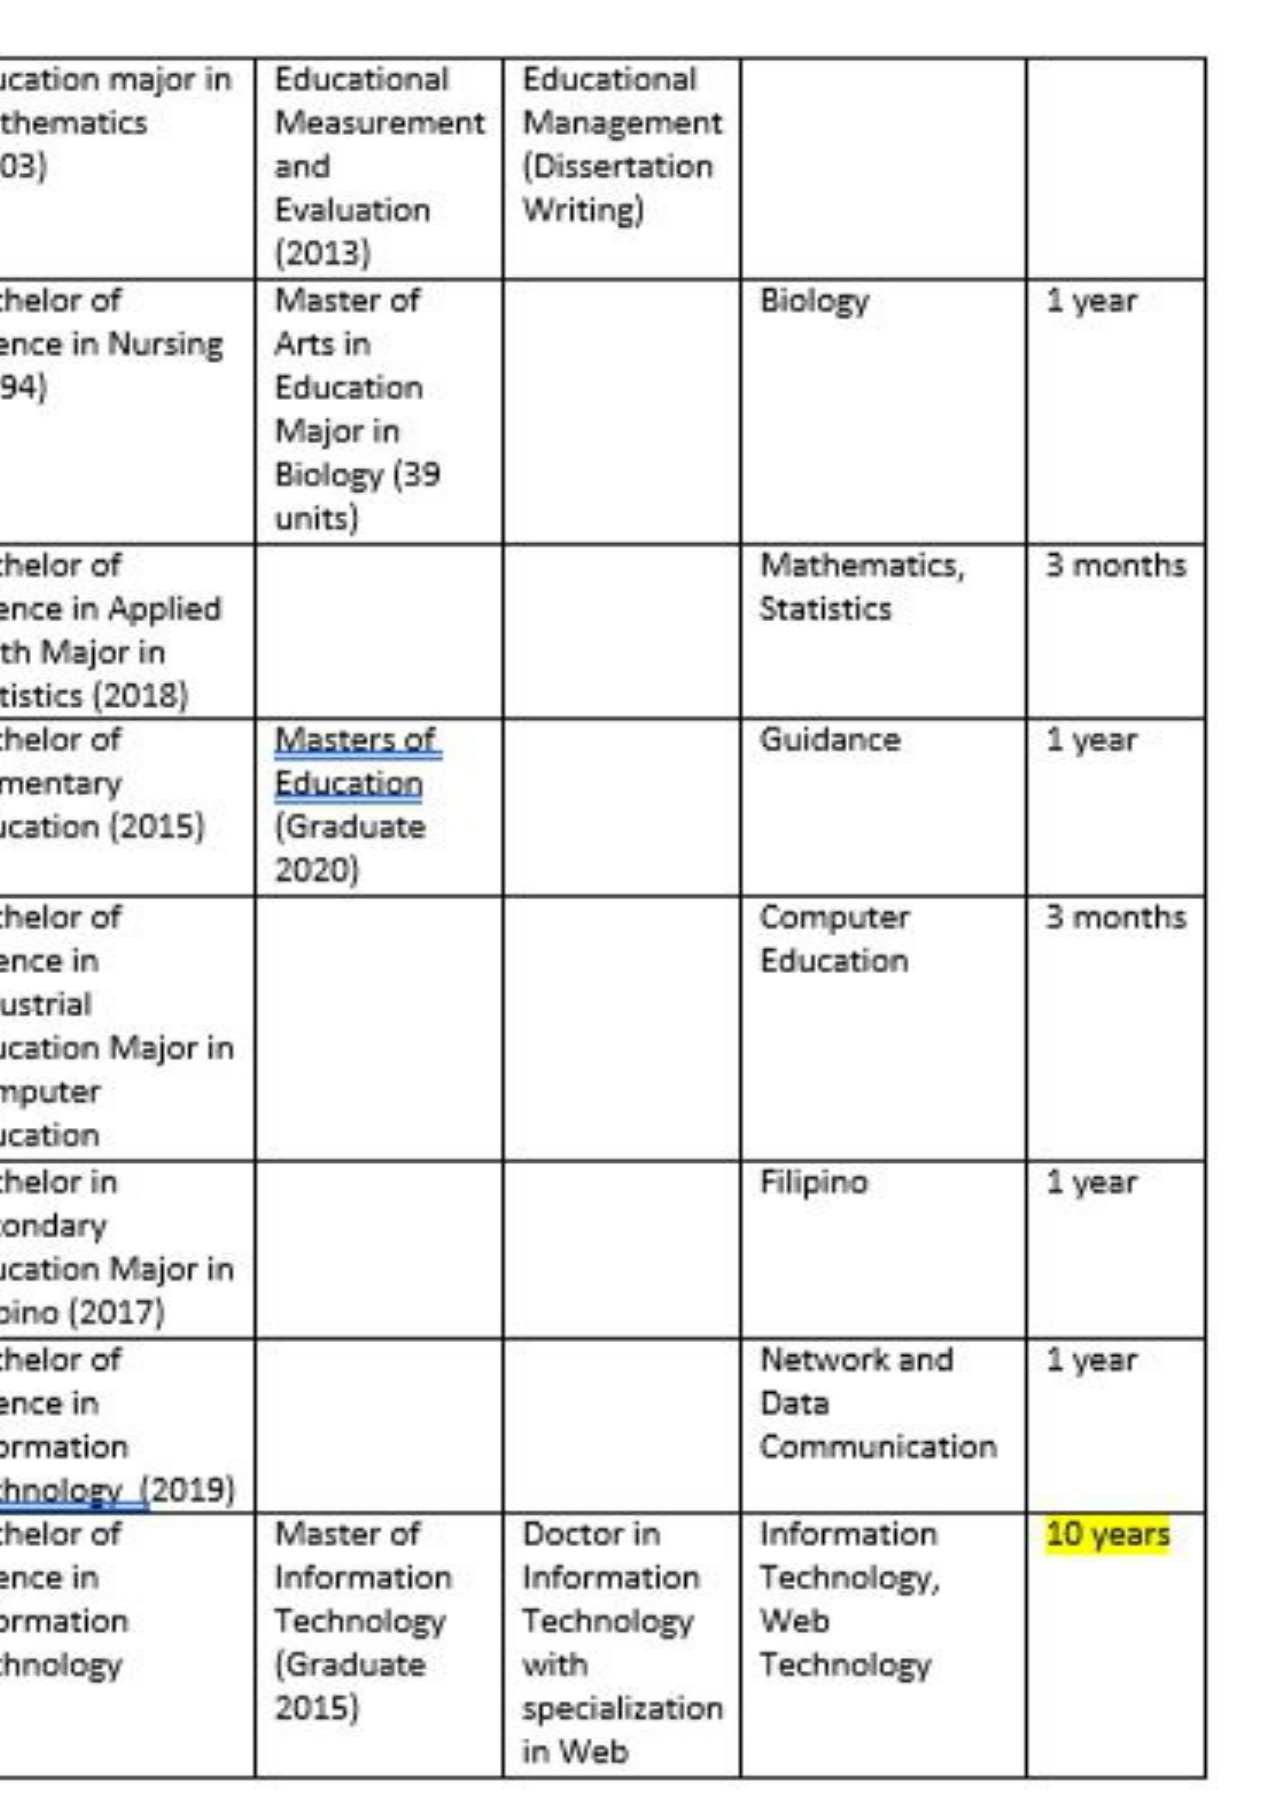 ucation major in
thematics
03)
Educational
Measurement
and
Evaluation
(2013)
Educational
Management
(Dissertation
Writing)
chelor of
ence in Nursing
94)
Master of
Arts in
Education
Major in
Biology (39
units)
Biology
1 year
chelor of
ence in Applied
th Major in
tistics (2018)
Mathematics,
Statistics
3 months
chelor of
mentary
ucation (2015)
Masters of
Education
(Graduate
2020)
Guidance
1 year
chelor of
ence in
ustrial
ucation Major in
mputer
ucation
Computer
Education
3 months
chelor in
condary
ucation Major in
pino (2017)
Filipino
1 year
chelor of
ence in
ormation
chnology (2019)
Network and
Data
Communication
1 year
chelor of
ence in
ormation
chnology
Master of
Information
Technology
(Graduate
2015)
Doctor in
Information
Technology
with
specialization
in Web
Information
Technology,
Web
Technology
10 years